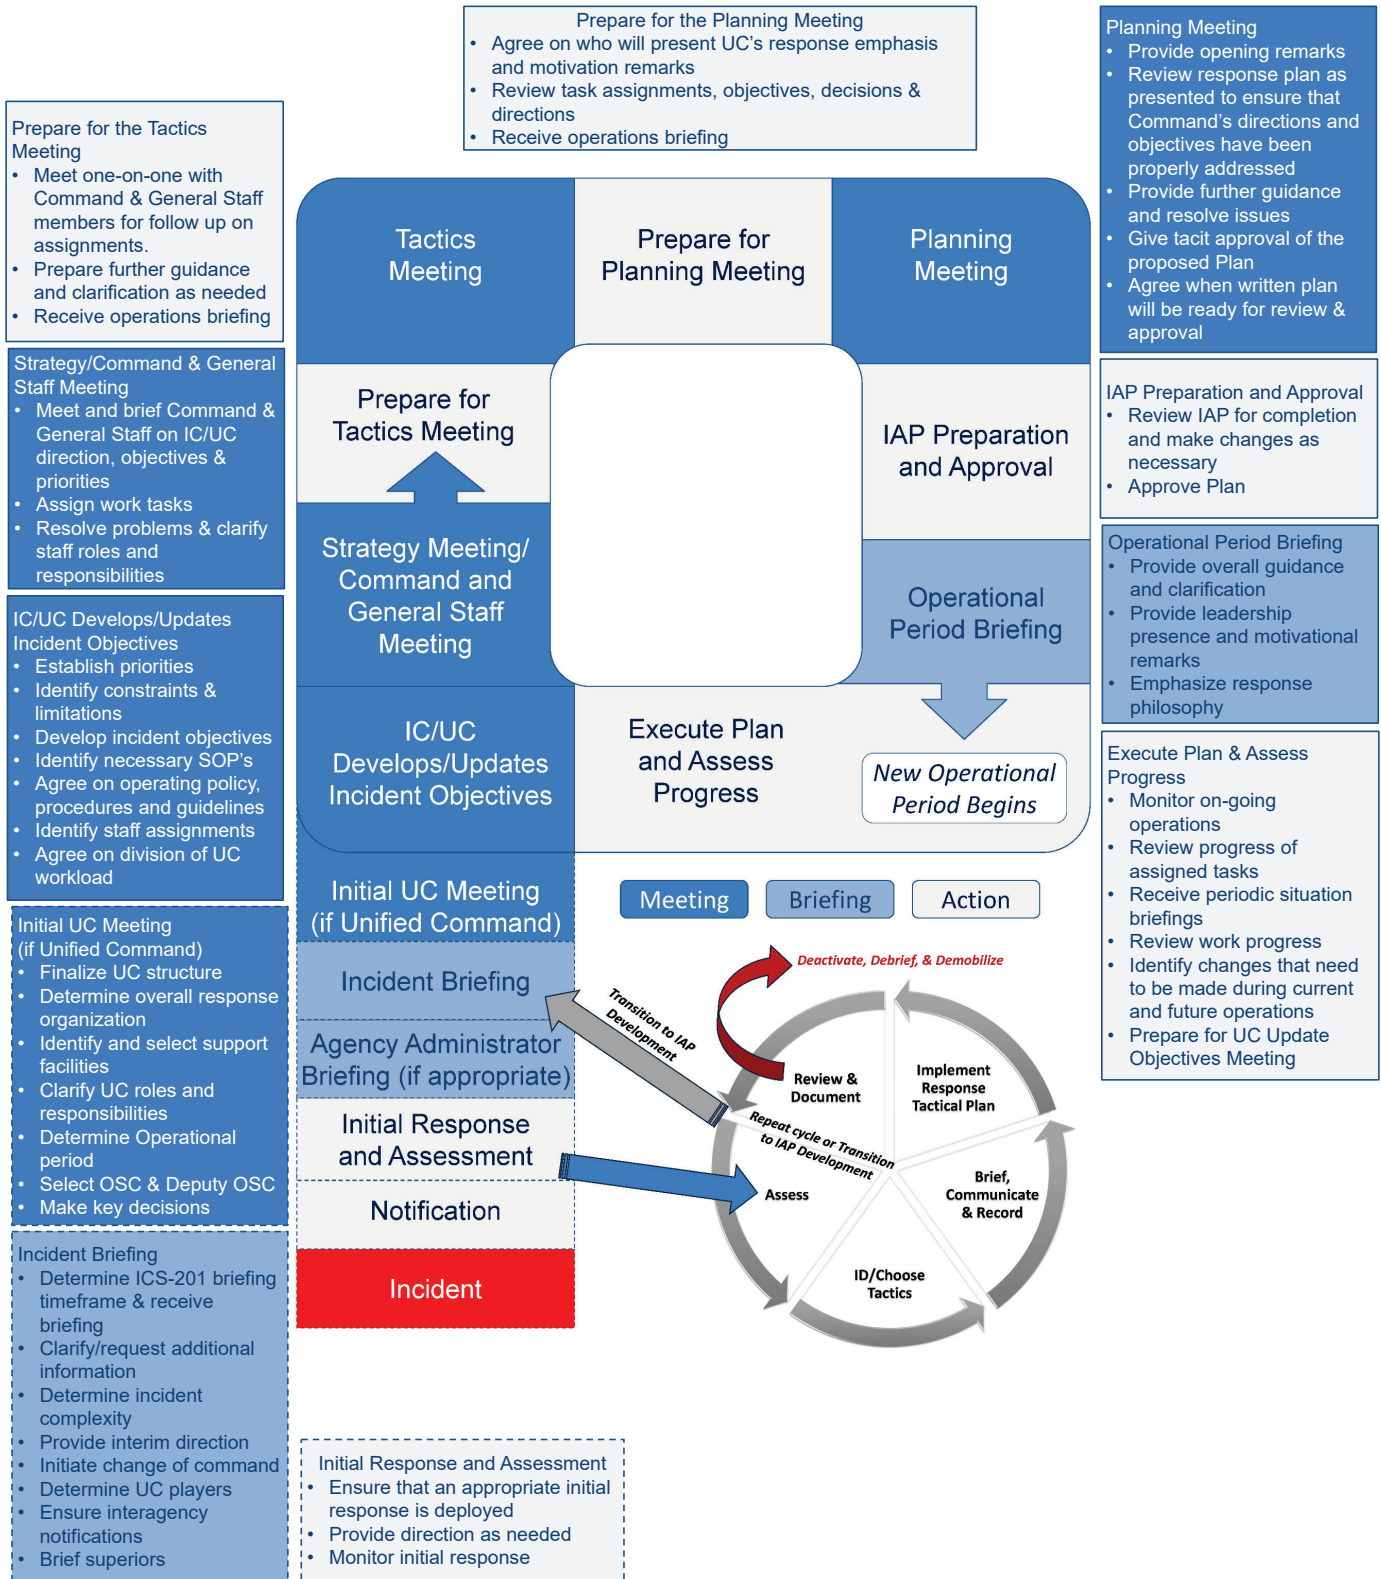 Prepare for the Planning Meeting
• Agree on who will present UC's response emphasis
and motivation remarks
• Review task assignments, objectives, decisions &
directions
• Receive operations briefing
Planning Meeting
• Provide opening remarks
• Review response plan as
presented to ensure that
Command's directions and
objectives have been
properly addressed
• Provide further guidance
and resolve issues
• Give tacit approval of the
proposed Plan
• Agree when written plan
will be ready for review &
approval
Prepare for the Tactics
Meeting
• Meet one-on-one with
Command & General Staff
members for follow up on
assignments.
• Prepare further guidance
and clarification as needed
• Receive operations briefing
Strategy/Command & General
Staff Meeting
• Meet and brief Command &
General Staff on IC/UC
direction, objectives &
priorities
• Assign work tasks
• Resolve problems & clarify
staff roles and
responsibilities
IC/UC Develops/Updates
Incident Objectives
• Establish priorities
• Identify constraints &
limitations
• Develop incident objectives
• Identify necessary SOP's
• Agree on operating policy,
procedures and guidelines
• Identify staff assignments
• Agree on division of UC
workload
Initial UC Meeting
(if Unified Command)
• Finalize UC structure
• Determine overall response
organization
• Identify and select support
facilities
• Clarify UC roles and
responsibilities
• Determine Operational
period
• Select OSC & Deputy OSC
• Make key decisions
Incident Briefing
• Determine ICS-201 briefing
timeframe & receive
briefing
• Clarify/request additional
information
• Determine incident
complexity
• Provide interim direction
• Initiate change of command
• Determine UC players
• Ensure interagency
notifications
• Brief superiors
Tactics
Meeting
Prepare for
Planning Meeting
Planning
Meeting
Prepare for
Tactics Meeting
IAP Preparation
and Approval
Strategy Meeting/
Command and
General Staff
Meeting
Operational
Period Briefing
IC/UC
Develops/Updates
Incident Objectives
Execute Plan
and Assess
Progress
New Operational
Period Begins
Initial UC Meeting
(if Unified Command)
Incident Briefing
Agency Administrator
Briefing (if appropriate)
Initial Response
and Assessment
Notification
Incident
Meeting
Briefing
Action
Deactivate, Debrief, & Demobilize
Transition to IAP
Development
Review &
Document
Implement
Response
Tactical Plan
Repeat cycle or Transition
to IAP Development
Assess
Brief,
Communicate
& Record
ID/Choose
Tactics
Initial Response and Assessment
• Ensure that an appropriate initial
response is deployed
• Provide direction as needed
• Monitor initial response
IAP Preparation and Approval
• Review IAP for completion
and make changes as
necessary
• Approve Plan
Operational Period Briefing
• Provide overall guidance
and clarification
• Provide leadership
presence and motivational
remarks
• Emphasize response
philosophy
Execute Plan & Assess
Progress
• Monitor on-going
operations
• Review progress of
assigned tasks
• Receive periodic situation
briefings
• Review work progress
• Identify changes that need
to be made during current
and future operations
• Prepare for UC Update
Objectives Meeting